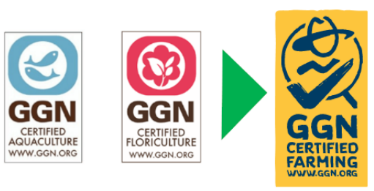 GGN
CERTIFIED
AQUACULTURE
WWW.GGN.ORG
GGN
CERTIFIED
FLORICULTURE
WWW.GGN.ORG
GGN
CERTIFIED
FARMING
WWW.GGN.ORG